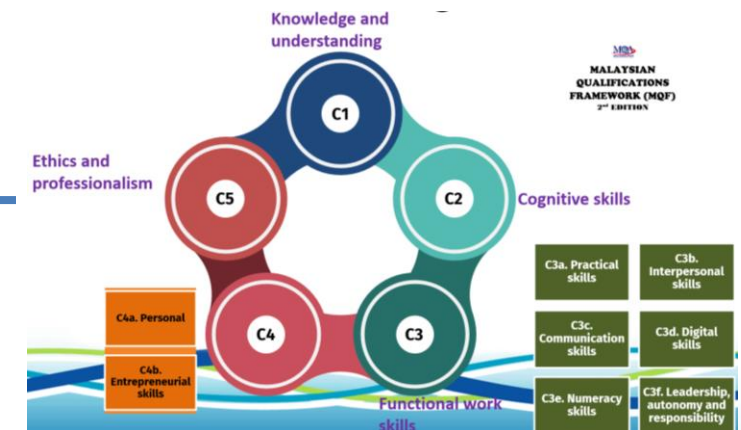 Knowledge and
understanding
MQA
MALAYSIAN
QUALIFICATIONS
FRAMEWORK (MQF)
2nd EDITION
C1
Ethics and
professionalism
C5
C2
Cognitive skills
C3a. Practical
skills
C3b.
Interpersonal
skills
C4a. Personal
C4
C3
C3c.
Communication
skills
C3d. Digital
skills
C4b.
Entrepreneurial
skills
C3e. Numeracy
skills
C3f. Leadership,
autonomy and
responsibility
Functional work
skills